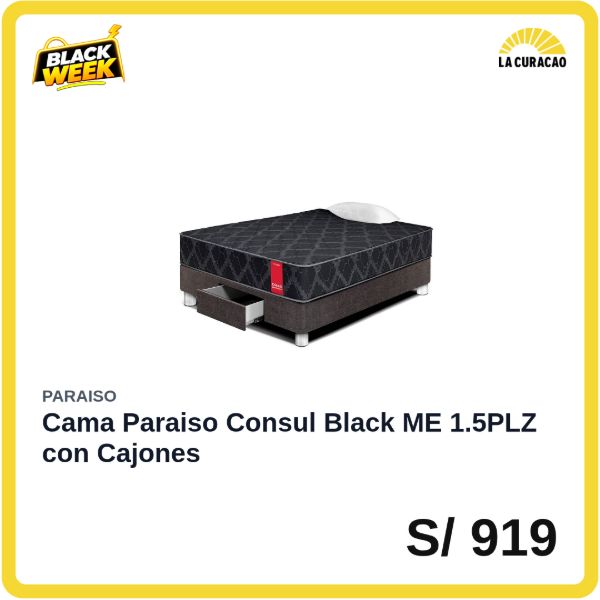 BLACK
WEEK
LA CURACAO
PARAISO
Cama Paraiso Consul Black ME 1.5PLZ
con Cajones
S/ 919